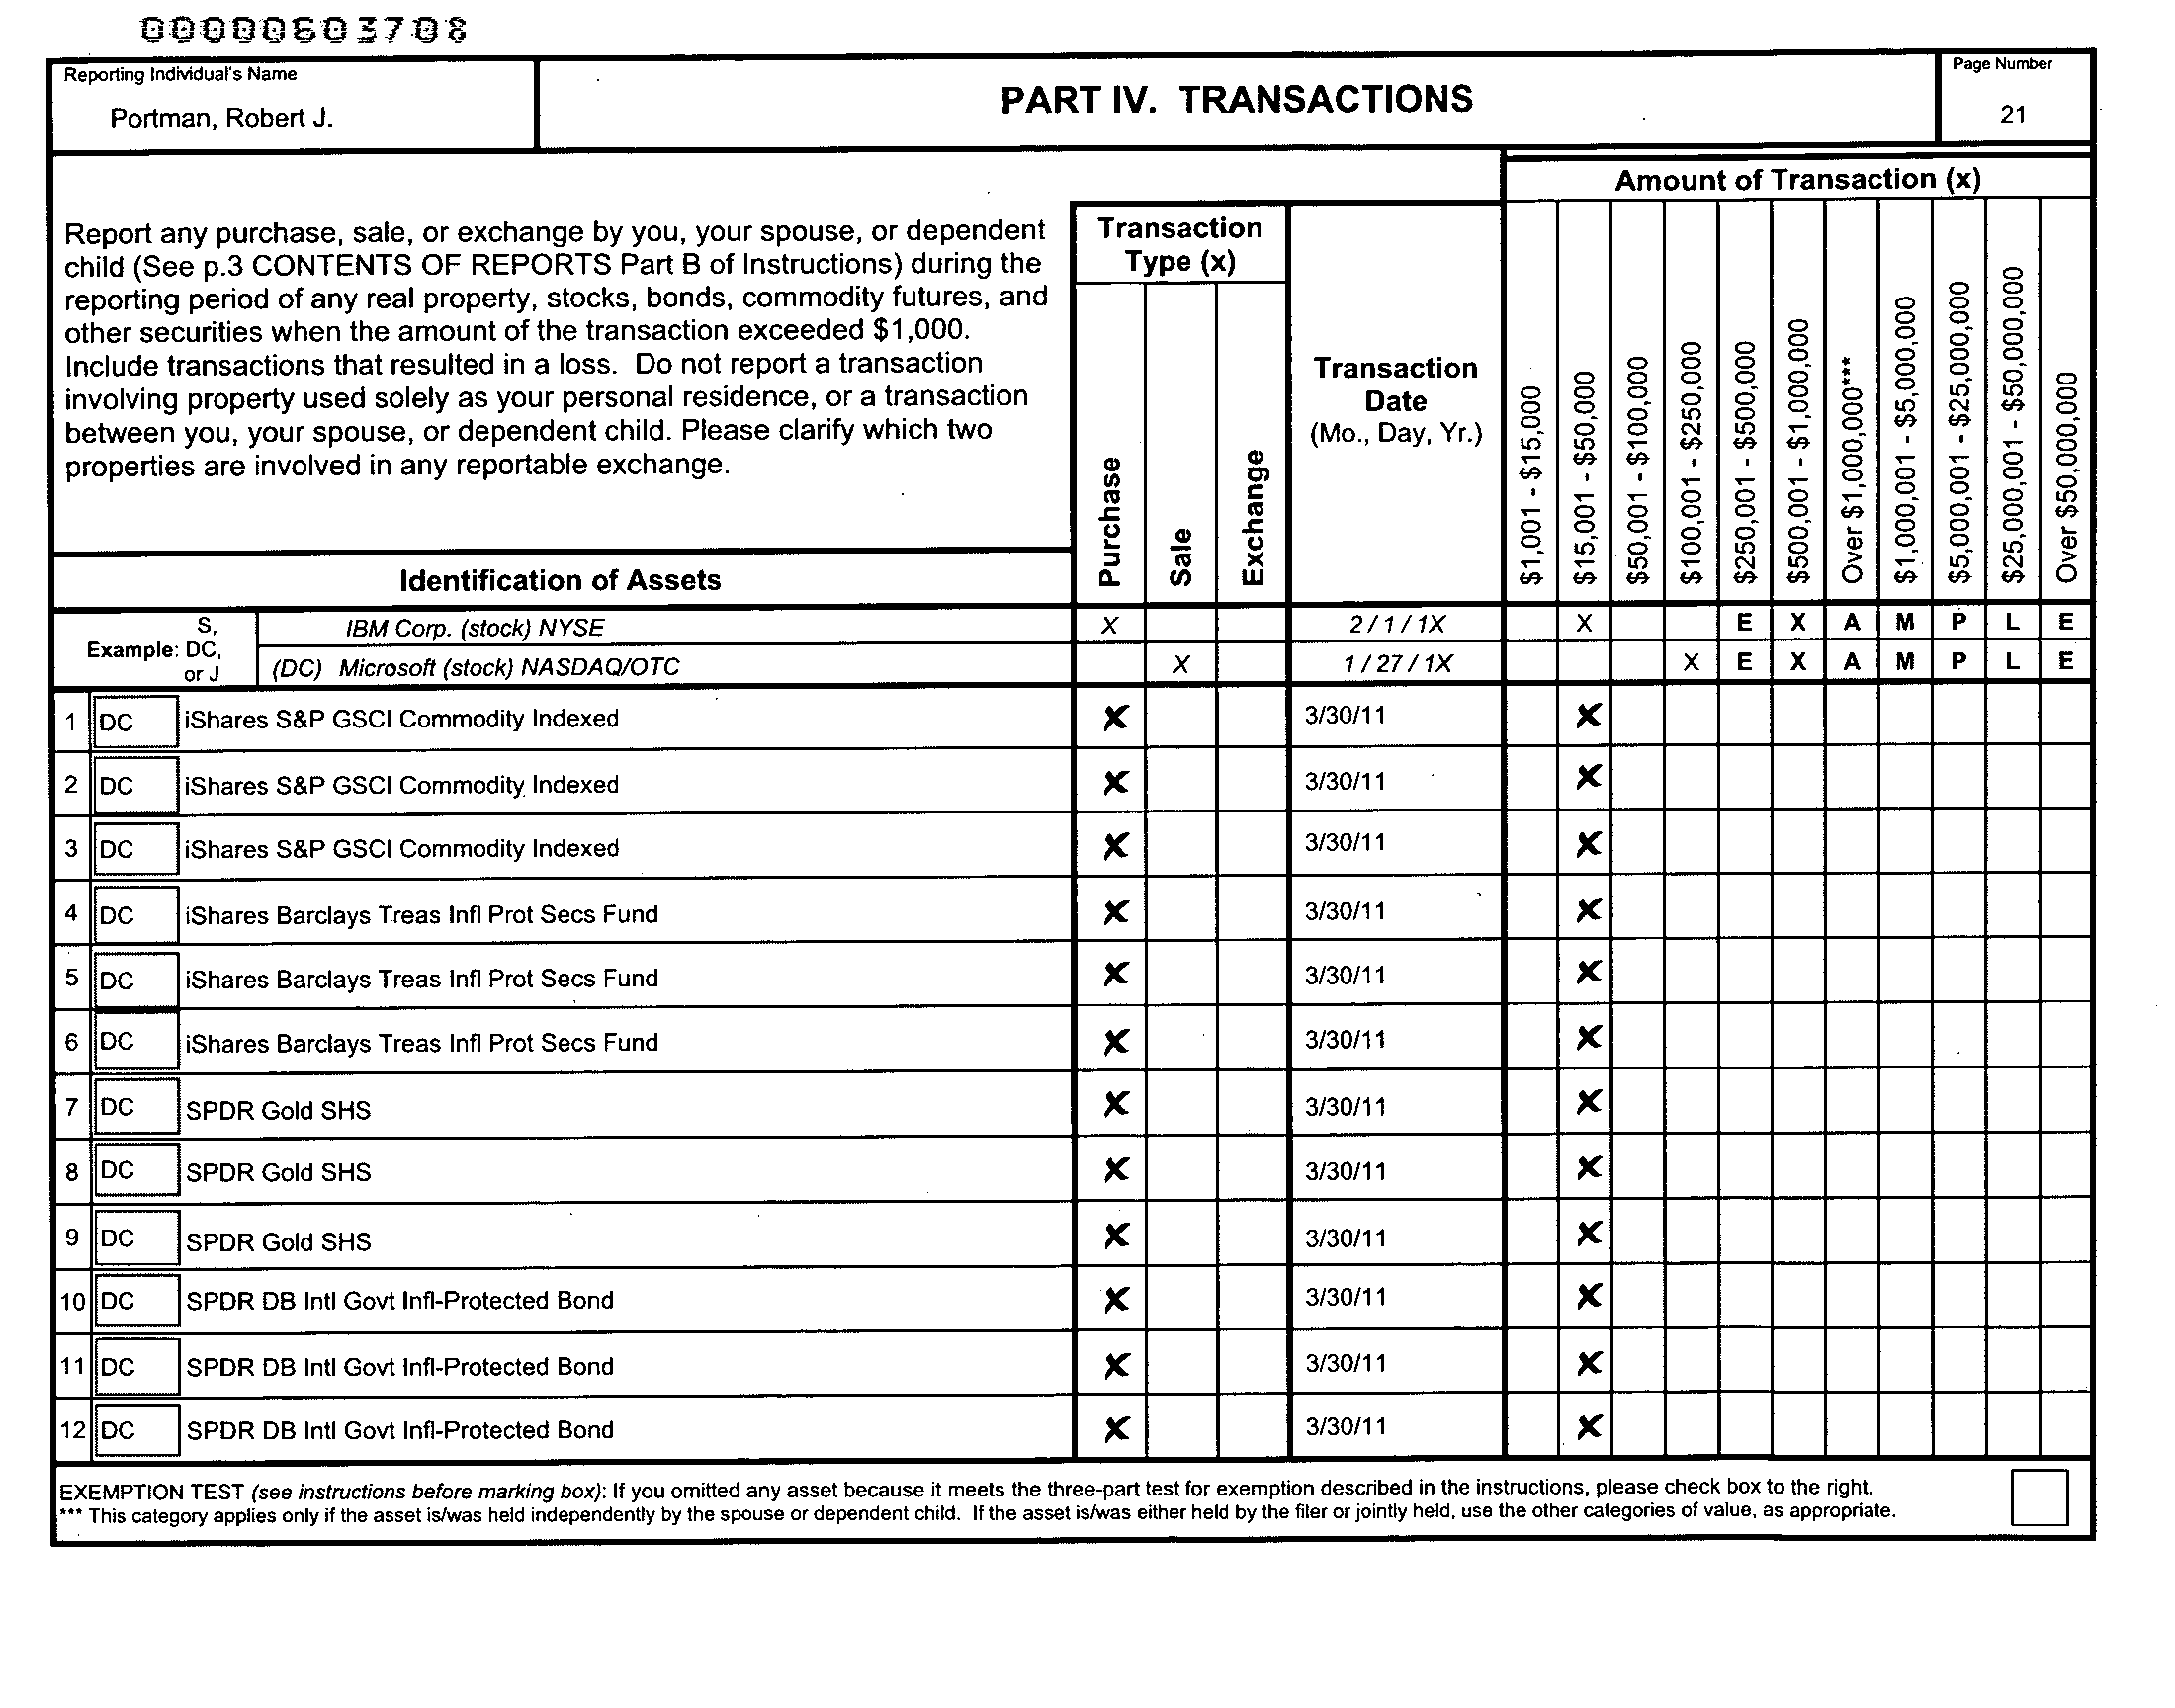 00000603708
Reporting Individual's Name
Portman, Robert J.
PART IV. TRANSACTIONS
Page Number
21
Amount of Transaction (x)
Report any purchase, sale, or exchange by you, your spouse, or dependent
child (See p.3 CONTENTS OF REPORTS Part B of Instructions) during the
reporting period of any real property, stocks, bonds, commodity futures, and
other securities when the amount of the transaction exceeded $1,000.
Include transactions that resulted in a loss. Do not report a transaction
involving property used solely as your personal residence, or a transaction
between you, your spouse, or dependent child. Please clarify which two
properties are involved in any reportable exchange.
Transaction
Type (x)
Purchase
Sale
Exchange
Transaction
Date
(Mo., Day, Yr.)
$1,001 - $15,000
$15,001 - $50,000
$50,001 - $100,000
$100,001 - $250,000
$250,001 - $500,000
$500,001 - $1,000,000
Over $1,000,000***
$1,000,001 - $5,000,000
$5,000,001 - $25,000,000
$25,000,001 - $50,000,000
Over $50,000,000
Identification of Assets
Example: S, DC, or J
IBM Corp. (stock) NYSE X 2 / 1 / 1X X E X A M P L E
(DC) Microsoft (stock) NASDAQ/OTC X 1 / 27 / 1X X E X A M P L E
1 DC iShares S&P GSCI Commodity Indexed X 3/30/11 X
2 DC iShares S&P GSCI Commodity Indexed X 3/30/11 X
3 DC iShares S&P GSCI Commodity Indexed X 3/30/11 X
4 DC iShares Barclays Treas Infl Prot Secs Fund X 3/30/11 X
5 DC iShares Barclays Treas Infl Prot Secs Fund X 3/30/11 X
6 DC iShares Barclays Treas Infl Prot Secs Fund X 3/30/11 X
7 DC SPDR Gold SHS X 3/30/11 X
8 DC SPDR Gold SHS X 3/30/11 X
9 DC SPDR Gold SHS X 3/30/11 X
10 DC SPDR DB Intl Govt Infl-Protected Bond X 3/30/11 X
11 DC SPDR DB Intl Govt Infl-Protected Bond X 3/30/11 X
12 DC SPDR DB Intl Govt Infl-Protected Bond X 3/30/11 X
EXEMPTION TEST (see instructions before marking box): If you omitted any asset because it meets the three-part test for exemption described in the instructions, please check box to the right.
*** This category applies only if the asset is/was held independently by the spouse or dependent child. If the asset is/was either held by the filer or jointly held, use the other categories of value, as appropriate.